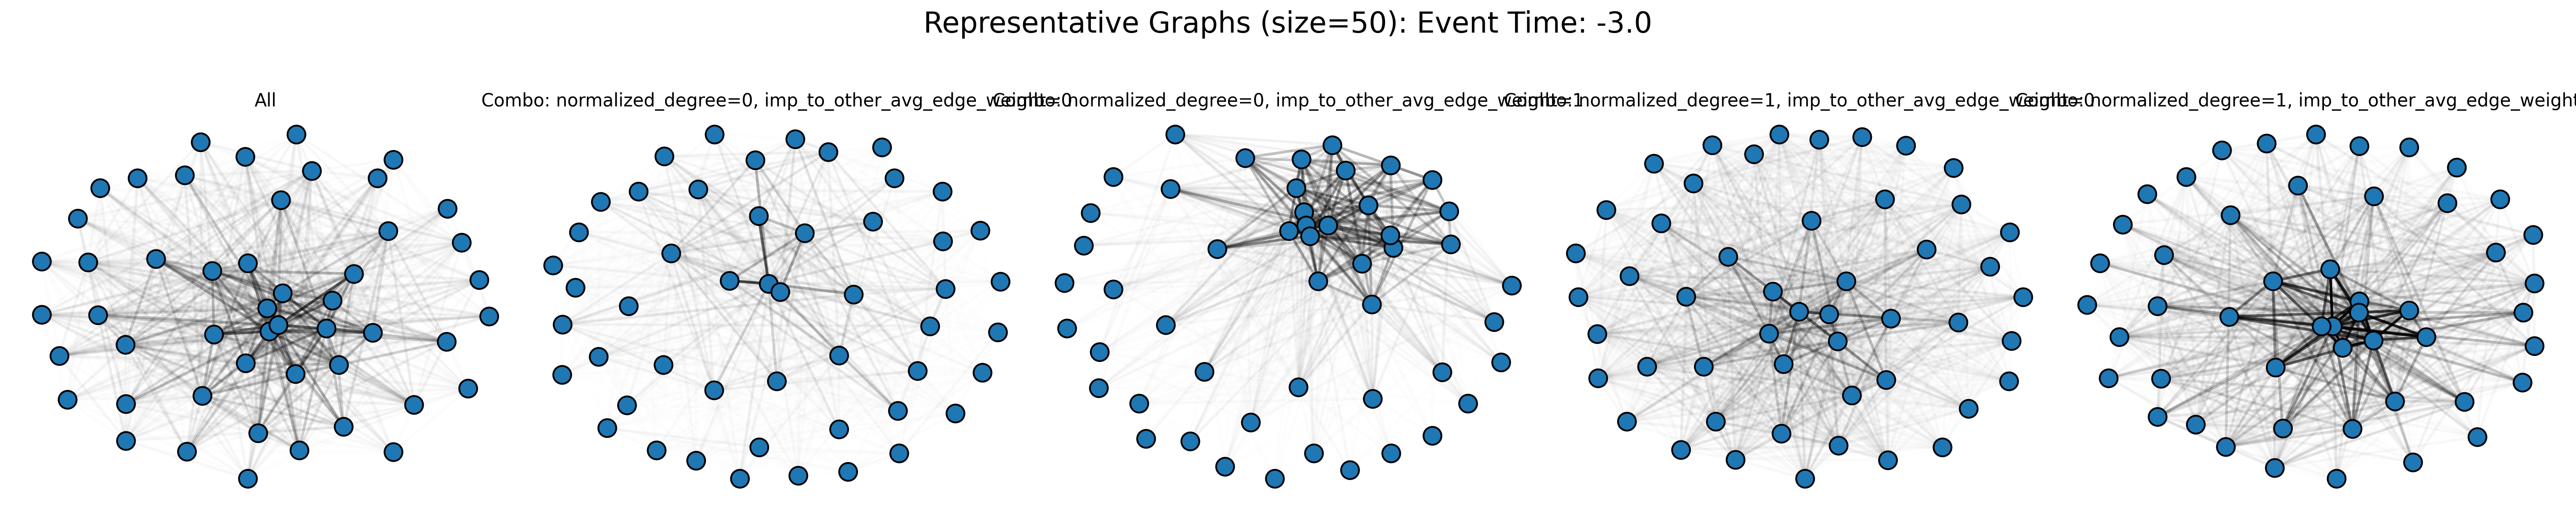 Representative Graphs (size=50): Event Time: -3.0
All
Combo: normalized_degree=0, imp_to_other_avg_edge_weight=0
Combo: normalized_degree=0, imp_to_other_avg_edge_weight=1
Combo: normalized_degree=1, imp_to_other_avg_edge_weight=0
Combo: normalized_degree=1, imp_to_other_avg_edge_weight